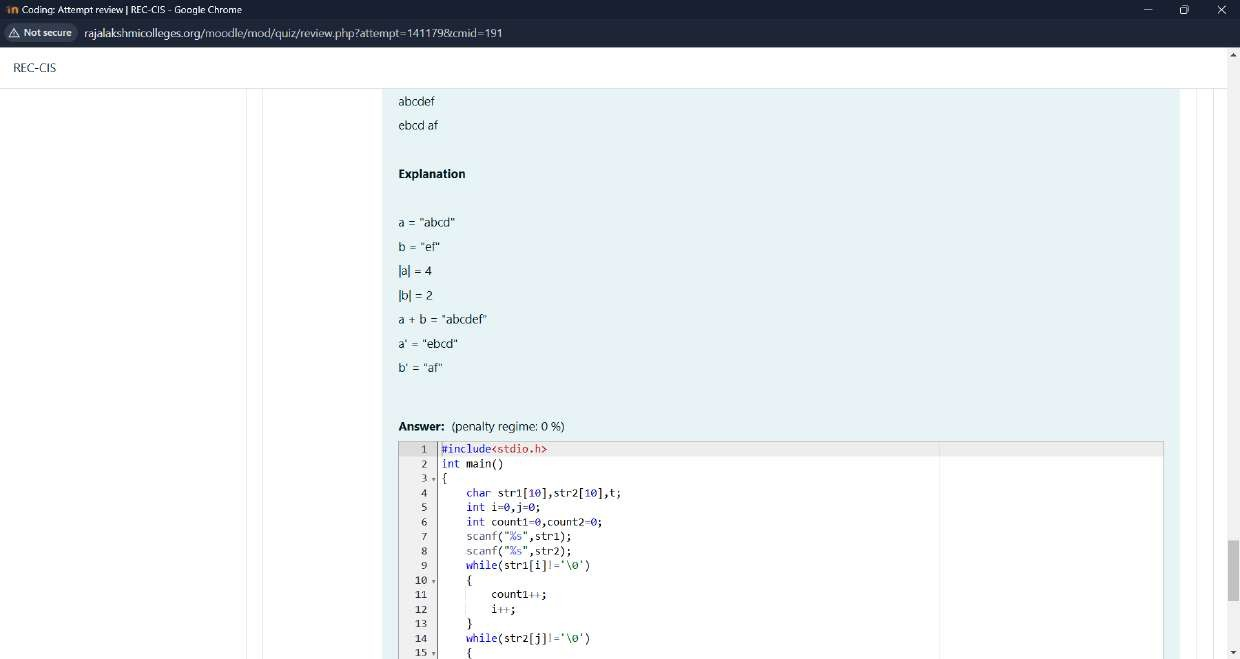 in Coding: Attempt review | REC-CIS - Google Chrome
Not secure rajalakshmicolleges.org/moodle/mod/quiz/review.php?attempt=141179&cmid=191
REC-CIS
abcdef
ebcd af
Explanation
a = "abcd"
b = "ef"
|a| = 4
|b| = 2
a + b = "abcdef"
a' = "ebcd"
b' = "af"
Answer: (penalty regime: 0 %)
1 #include<stdio.h>
2 int main()
3 {
4 char str1[10],str2[10],t;
5 int i=0,j=0;
6 int count1=0,count2=0;
7 scanf("%s",str1);
8 scanf("%s",str2);
9 while(str1[i]!='\0')
10 {
11 count1++;
12 i++;
13 }
14 while(str2[j]!='\0')
15 {